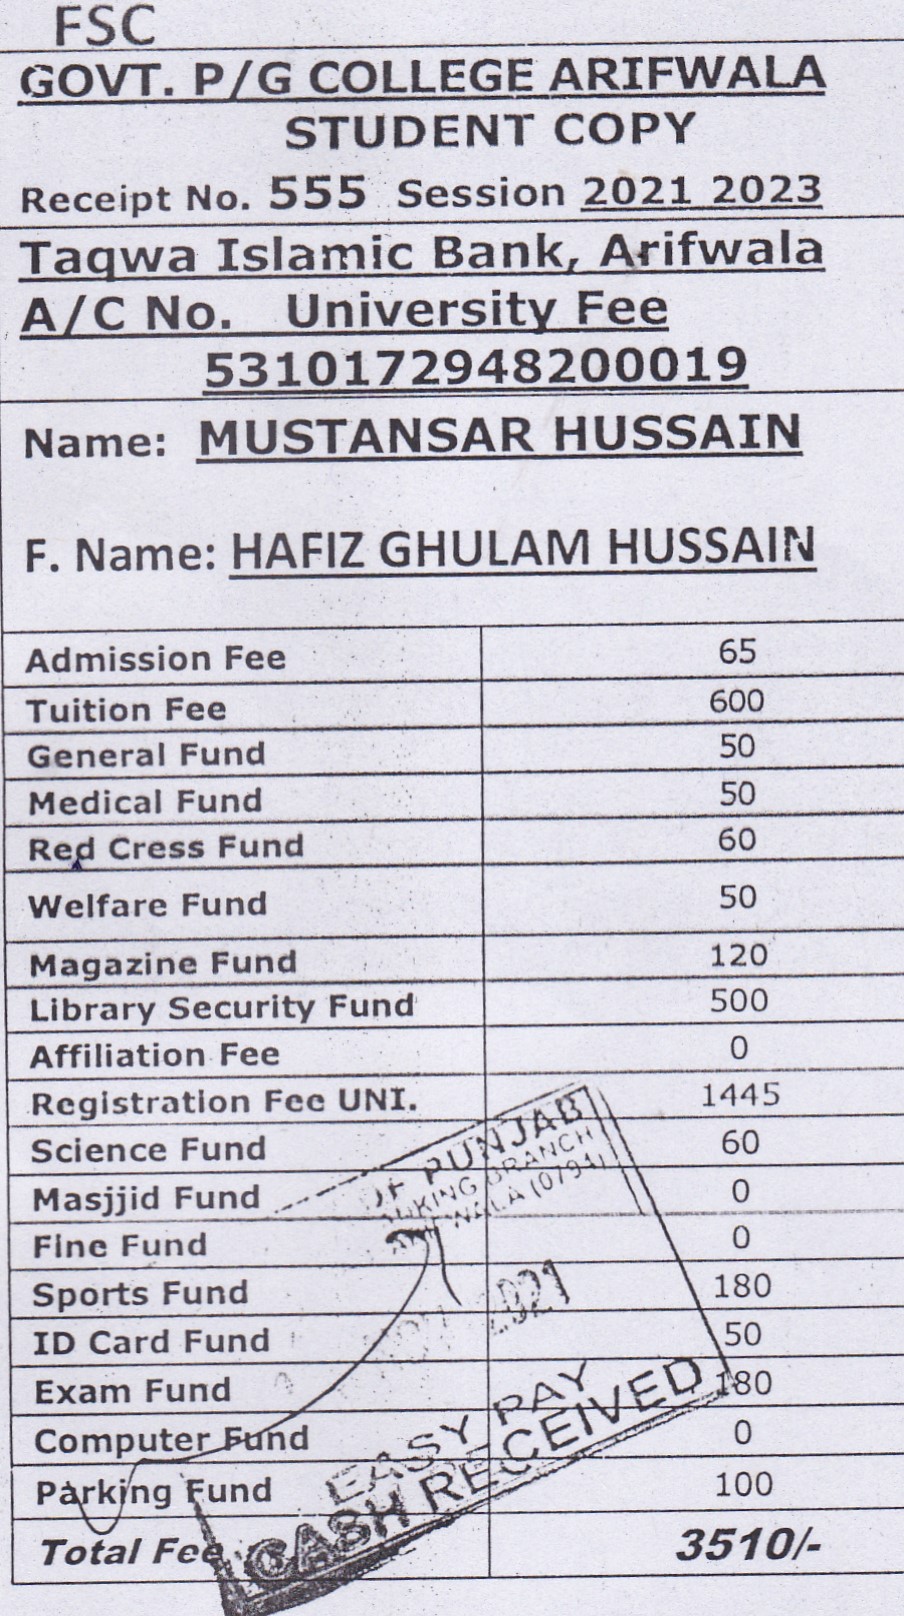 FSC
GOVT. P/G COLLEGE ARIFWALA
STUDENT COPY
Receipt No. 555 Session 2021 2023
Taqwa Islamic Bank, Arifwala
A/C No. University Fee
5310172948200019
Name: MUSTANSAR HUSSAIN
F. Name: HAFIZ GHULAM HUSSAIN
Admission Fee 65
Tuition Fee 600
General Fund 50
Medical Fund 50
Red Cress Fund 60
Welfare Fund 50
Magazine Fund 120
Library Security Fund 500
Affiliation Fee 0
Registration Fee UNI. 1445
Science Fund 60
Masjjid Fund 0
Fine Fund 0
Sports Fund 180
ID Card Fund 50
Exam Fund 180
Computer Fund 0
Parking Fund 100
Total Fee 3510/-
OF PUNJAB
BRANCH
(0794)
2021
EASY PAY
CASH RECEIVED